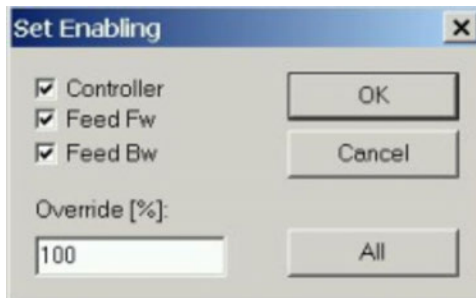 Set Enabling
Controller
OK
Feed Fw
Feed Bw
Cancel
Override [%]:
100
All